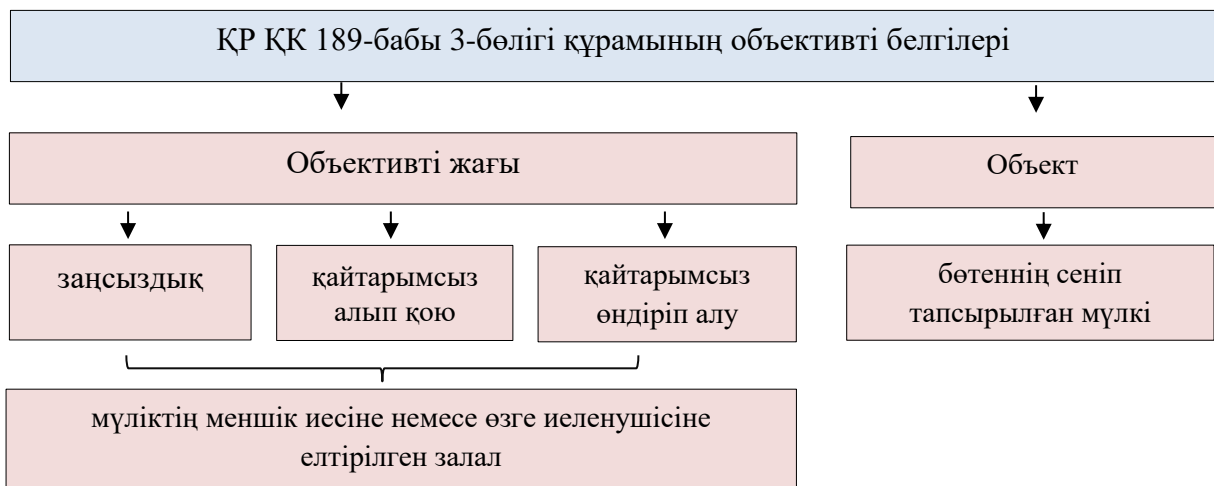 ҚР ҚК 189-бабы 3-бөлігі құрамының объективті белгілері
Объективті жағы
Объект
заңсыздық
қайтарымсыз
алып қою
қайтарымсыз
өндіріп алу
бөтеннің сеніп
тапсырылған мүлкі
мүліктің меншік иесіне немесе өзге иеленушісіне
елтірілген залал